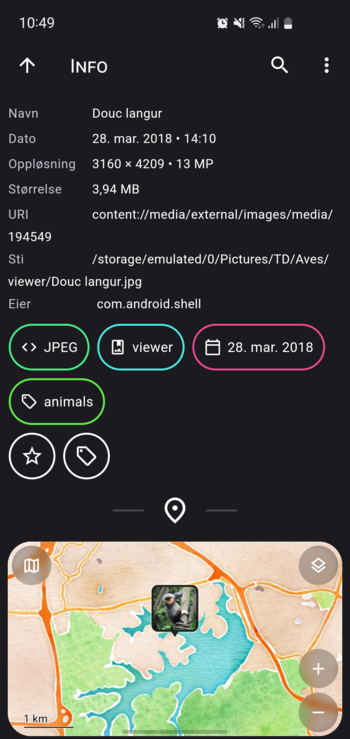 10:49
INFO
Navn Douc langur
Dato 28. mar. 2018 • 14:10
Oppløsning 3160 × 4209 • 13 MP
Størrelse 3,94 MB
URI content://media/external/images/media/
194549
Sti /storage/emulated/0/Pictures/TD/Aves/
viewer/Douc langur.jpg
Eier com.android.shell
JPEG viewer 28. mar. 2018
animals
1 km